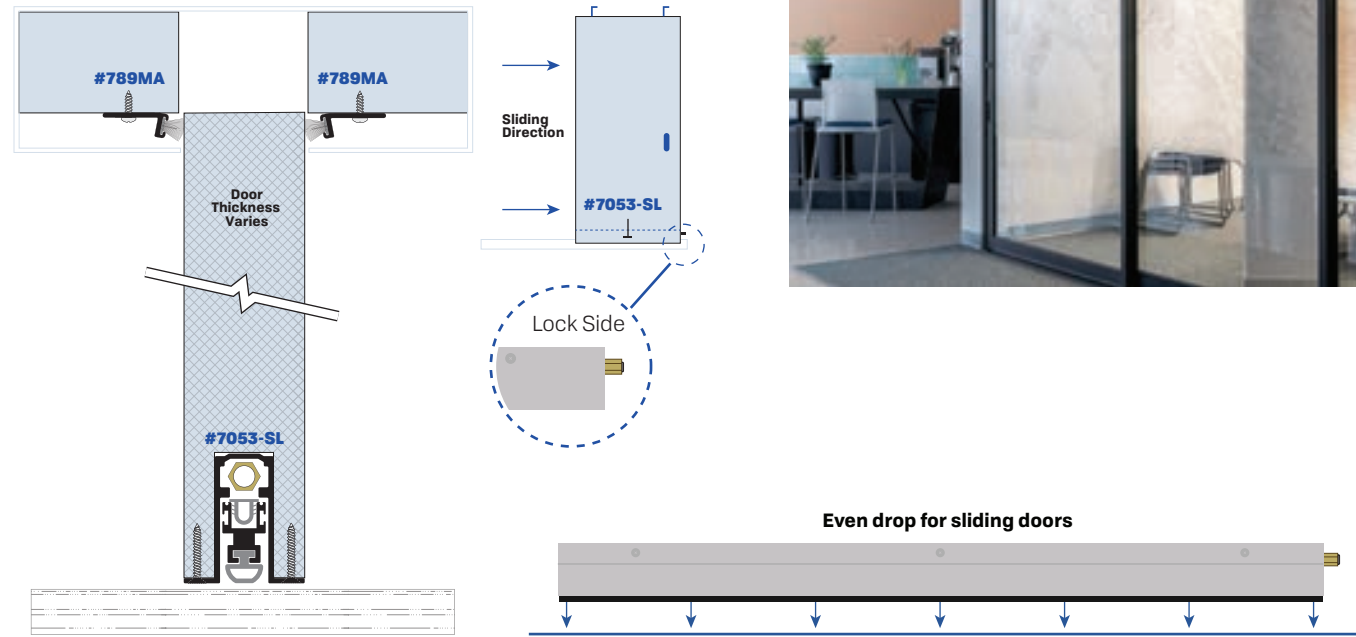 #789MA
#789MA
Door
Thickness
Varies
#7053-SL
Sliding
Direction
#7053-SL
Lock Side
Even drop for sliding doors